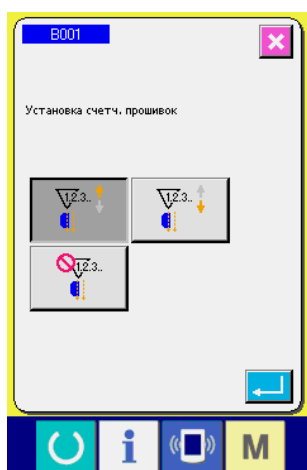 B001
Установка счетч. прошивок
1,2,3.. 1,2,3..
1,2,3..
i M